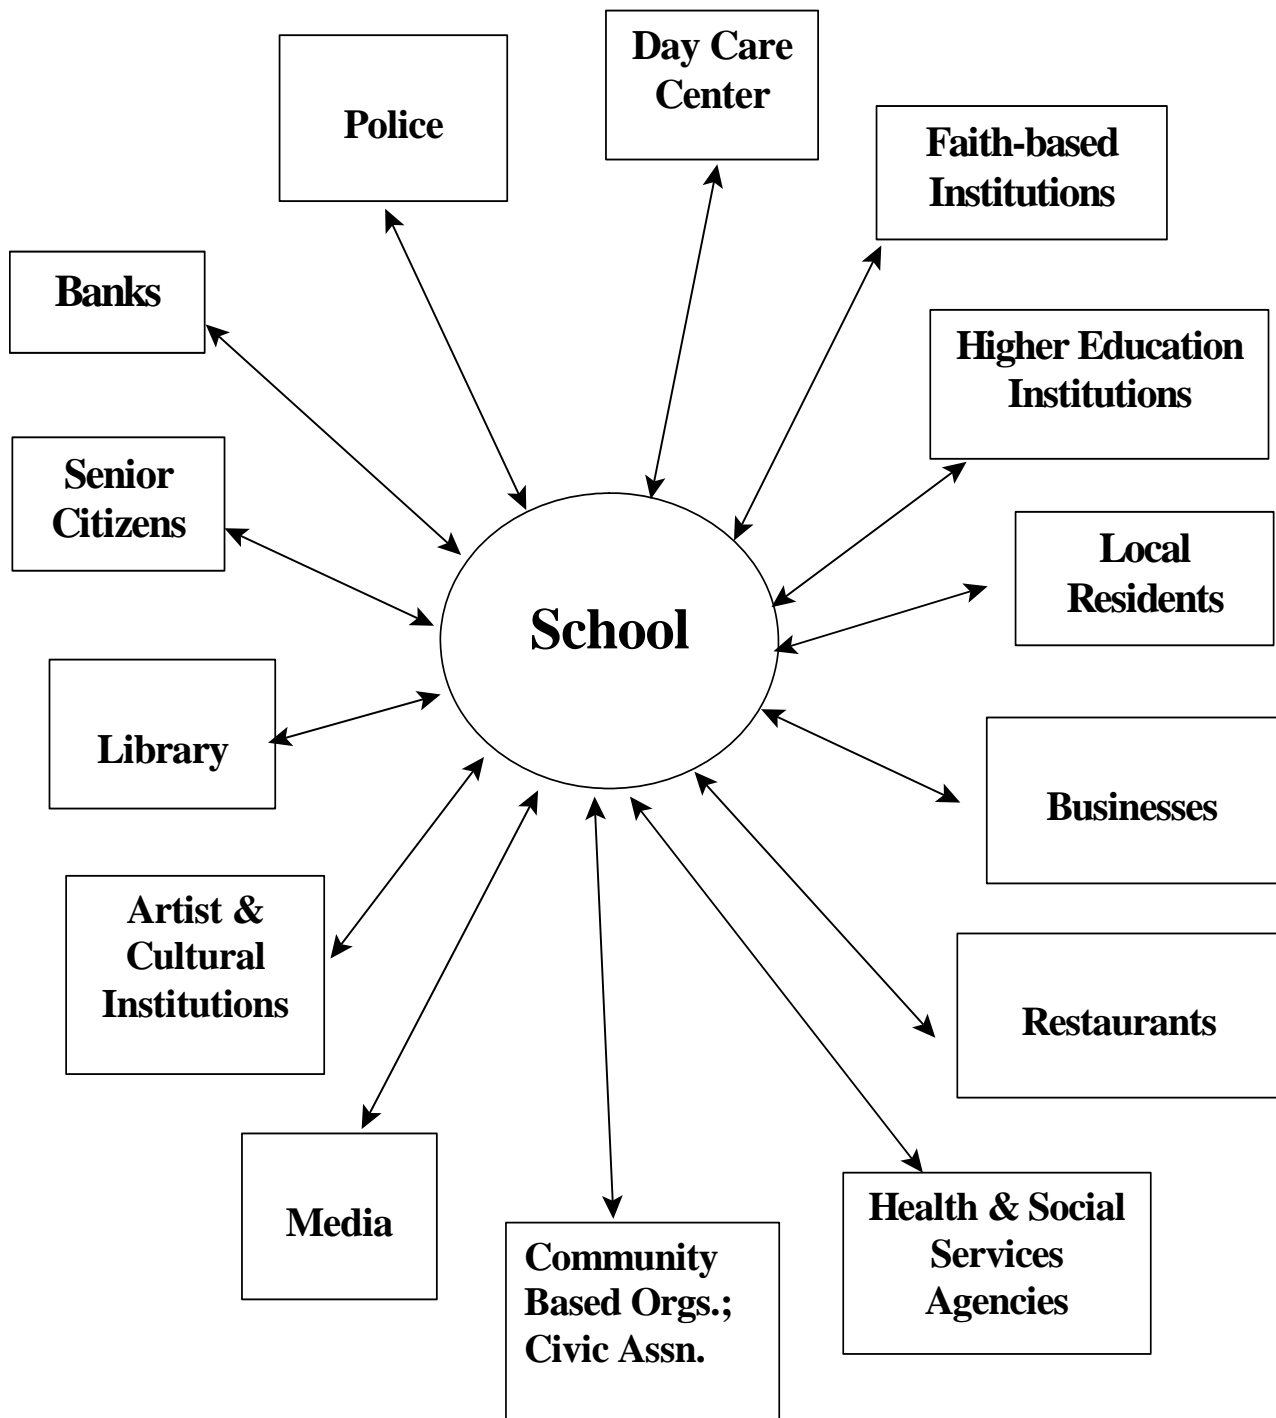 Day Care
Center
Police
Faith-based
Institutions
Banks
Higher Education
Institutions
Senior
Citizens
Local
Residents
School
Library
Businesses
Artist &
Cultural
Institutions
Restaurants
Media
Health & Social
Services
Agencies
Community
Based Orgs.;
Civic Assn.